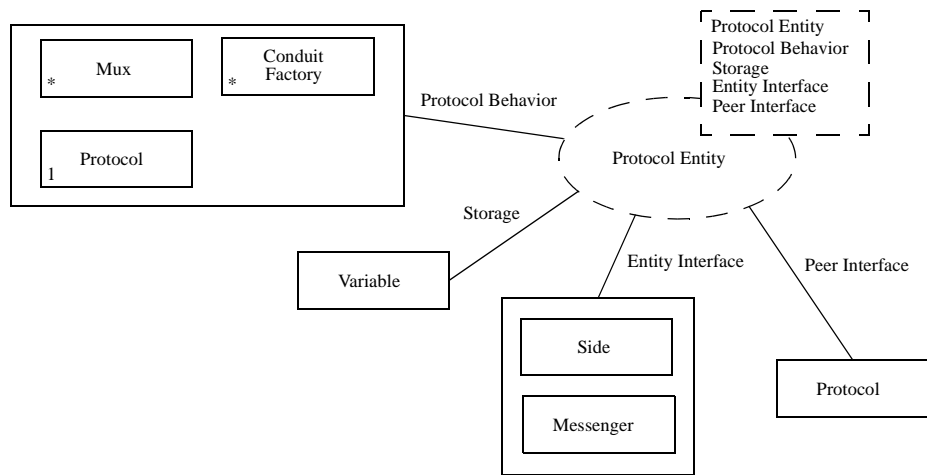 Protocol Entity
Protocol Behavior
Storage
Entity Interface
Peer Interface
Mux
*
Conduit
Factory
*
Protocol
1
Protocol Behavior
Protocol Entity
Storage
Entity Interface
Peer Interface
Variable
Side
Messenger
Protocol